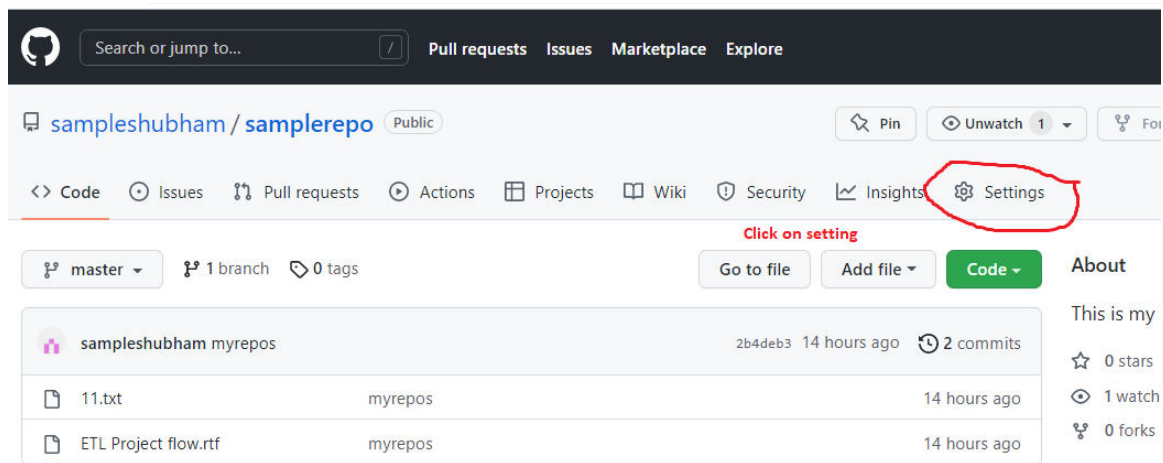 Search or jump to... / Pull requests Issues Marketplace Explore
sampleshubham / samplerepo Public Pin Unwatch 1 For
<> Code Issues Pull requests Actions Projects Wiki Security Insights Settings
Click on setting
master 1 branch 0 tags Go to file Add file Code About
This is my
sampleshubham myrepos 2b4deb3 14 hours ago 2 commits
0 stars
11.txt myrepos 14 hours ago 1 watch
ETL Project flow.rtf myrepos 14 hours ago 0 forks